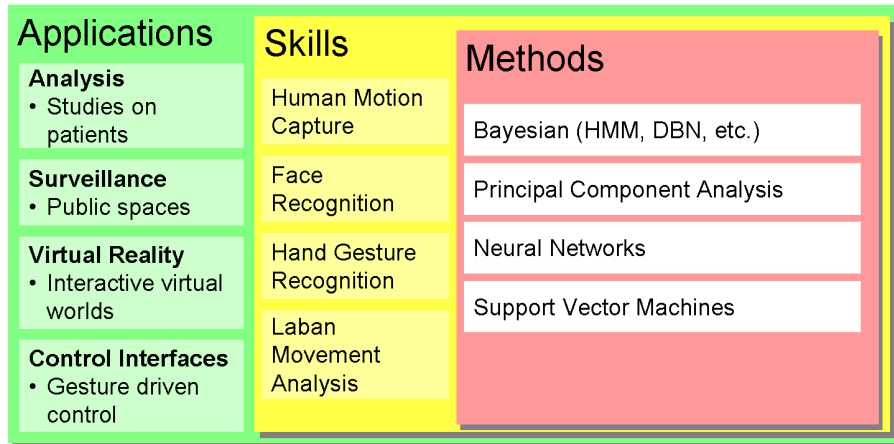 Applications
Analysis
• Studies on
patients
Surveillance
• Public spaces
Virtual Reality
• Interactive virtual
worlds
Control Interfaces
• Gesture driven
control
Skills
Human Motion
Capture
Face
Recognition
Hand Gesture
Recognition
Laban
Movement
Analysis
Methods
Bayesian (HMM, DBN, etc.)
Principal Component Analysis
Neural Networks
Support Vector Machines